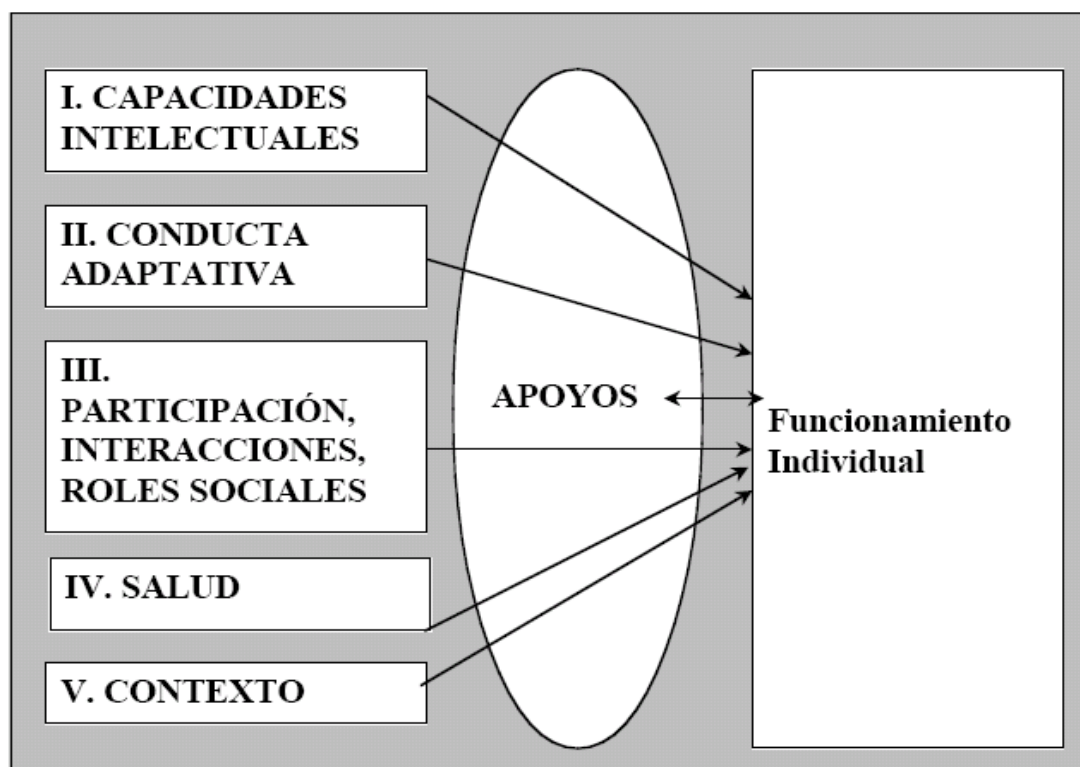 I. CAPACIDADES
INTELECTUALES
II. CONDUCTA
ADAPTATIVA
III.
PARTICIPACIÓN,
INTERACCIONES,
ROLES SOCIALES
IV. SALUD
V. CONTEXTO
APOYOS
Funcionamiento
Individual